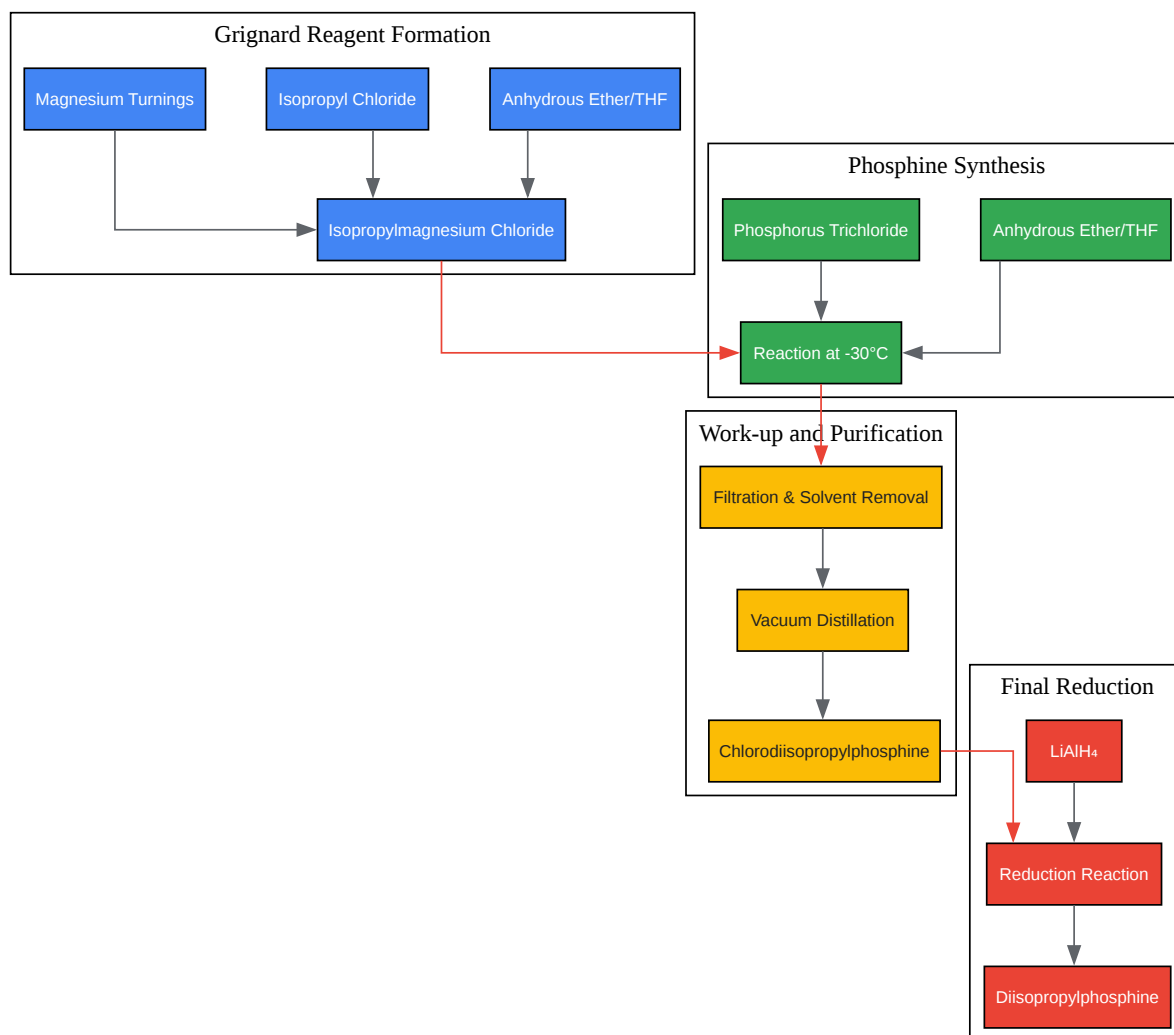 Grignard Reagent Formation
Magnesium Turnings
Isopropyl Chloride
Anhydrous Ether/THF
Isopropylmagnesium Chloride
Phosphine Synthesis
Phosphorus Trichloride
Anhydrous Ether/THF
Reaction at -30°C
Work-up and Purification
Filtration & Solvent Removal
Vacuum Distillation
Chlorodiisopropylphosphine
Final Reduction
LiAlH₄
Reduction Reaction
Diisopropylphosphine